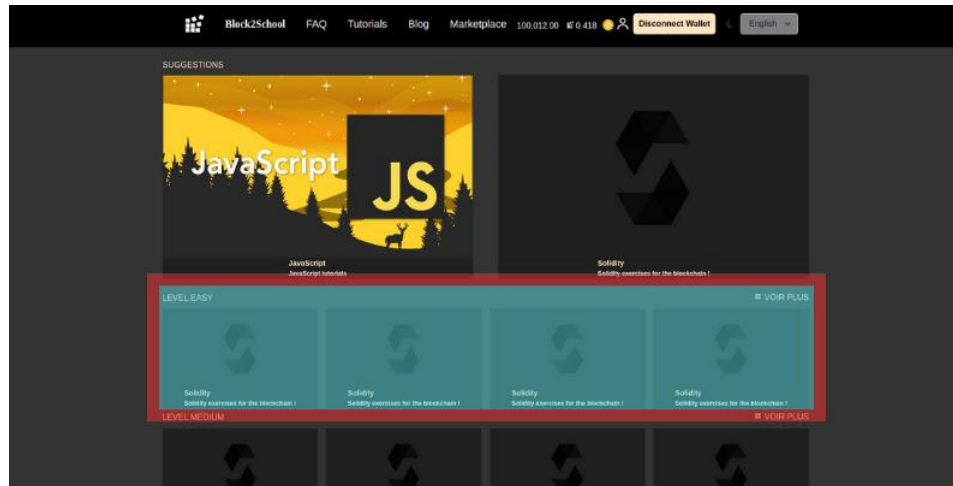 Block2School FAQ Tutorials Blog Marketplace 100,012.00 0.418 Disconnect Wallet English
SUGGESTIONS
JavaScript JS
JavaScript Solidity
JavaScript tutorials Solidity exercises for the blockchain !
LEVEL EASY VOIR PLUS
Solidity Solidity Solidity Solidity
Solidity exercises for the blockchain ! Solidity exercises for the blockchain ! Solidity exercises for the blockchain ! Solidity exercises for the blockchain !
LEVEL MEDIUM VOIR PLUS